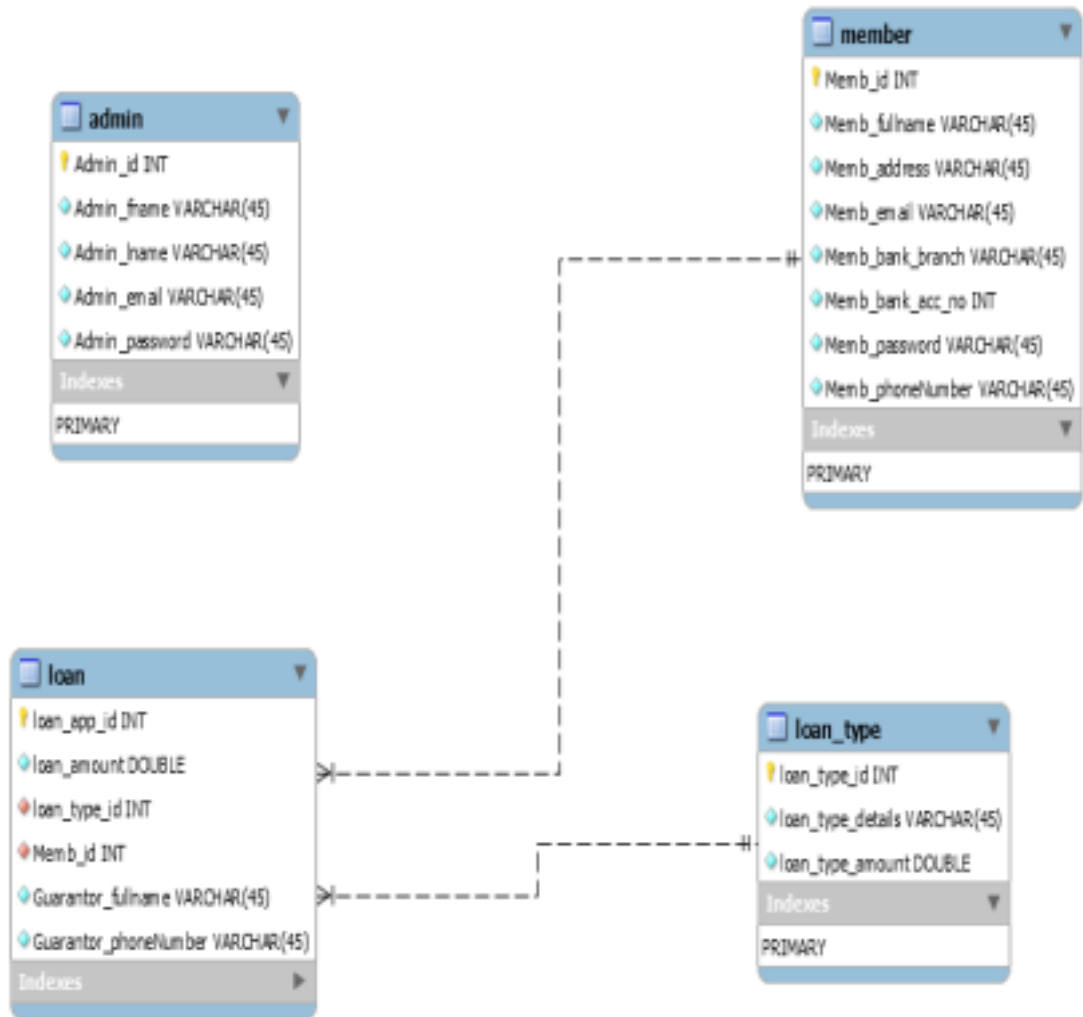 admin
Admin_id INT
Admin_fname VARCHAR(45)
Admin_lname VARCHAR(45)
Admin_email VARCHAR(45)
Admin_password VARCHAR(45)
Indexes
PRIMARY
member
Memb_id INT
Memb_fullname VARCHAR(45)
Memb_address VARCHAR(45)
Memb_email VARCHAR(45)
Memb_bank_branch VARCHAR(45)
Memb_bank_acc_no INT
Memb_password VARCHAR(45)
Memb_phoneNumber VARCHAR(45)
Indexes
PRIMARY
loan
loan_app_id INT
loan_amount DOUBLE
loan_type_id INT
Memb_id INT
Guarantor_fullname VARCHAR(45)
Guarantor_phoneNumber VARCHAR(45)
Indexes
loan_type
loan_type_id INT
loan_type_details VARCHAR(45)
loan_type_amount DOUBLE
Indexes
PRIMARY